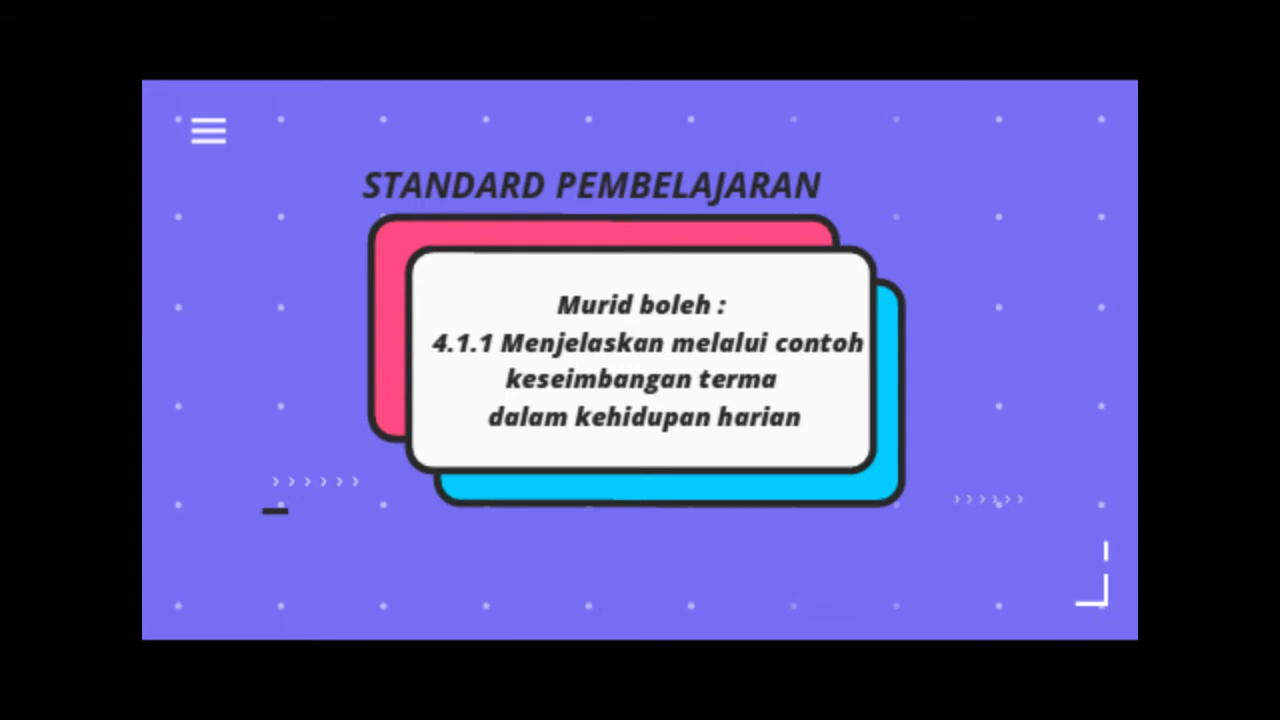 STANDARD PEMBELAJARAN
Murid boleh :
4.1.1 Menjelaskan melalui contoh
keseimbangan terma
dalam kehidupan harian